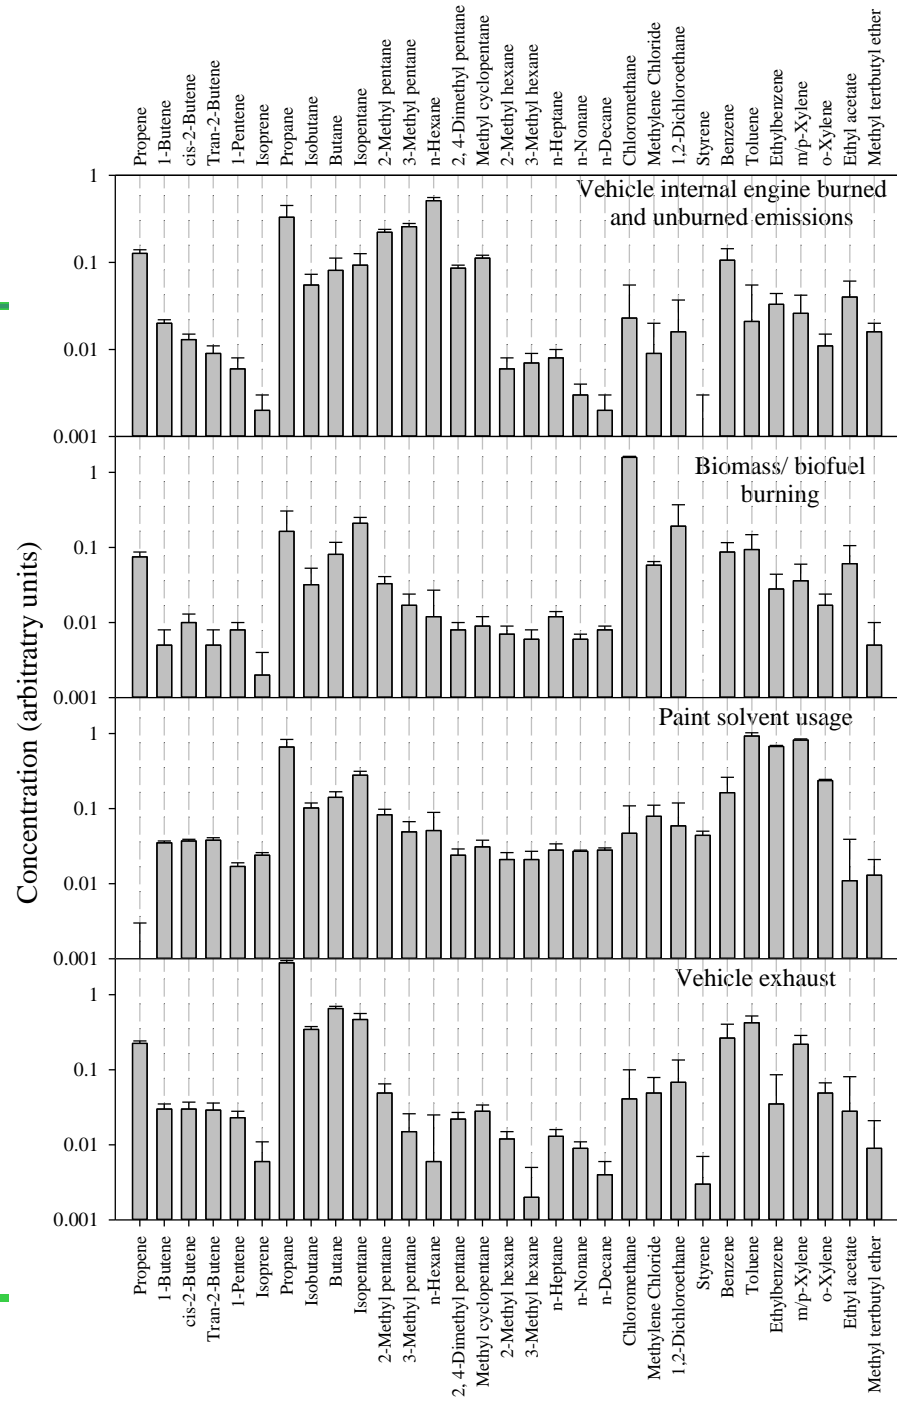 Propene
1-Butene
cis-2-Butene
Tran-2-Butene
1-Pentene
Isoprene
Propane
Isobutane
Butane
Isopentane
2-Methyl pentane
3-Methyl pentane
n-Hexane
2, 4-Dimethyl pentane
Methyl cyclopentane
2-Methyl hexane
3-Methyl hexane
n-Heptane
n-Nonane
n-Decane
Chloromethane
Methylene Chloride
1,2-Dichloroethane
Styrene
Benzene
Toluene
Ethylbenzene
m/p-Xylene
o-Xylene
Ethyl acetate
Methyl tertbutyl ether
Concentration (arbitratry units)
Vehicle internal engine burned
and unburned emissions
1
0.1
0.01
0.001
Biomass/ biofuel
burning
1
0.1
0.01
0.001
Paint solvent usage
1
0.1
0.01
0.001
Vehicle exhaust
1
0.1
0.01
0.001
Propene
1-Butene
cis-2-Butene
Tran-2-Butene
1-Pentene
Isoprene
Propane
Isobutane
Butane
Isopentane
2-Methyl pentane
3-Methyl pentane
n-Hexane
2, 4-Dimethyl pentane
Methyl cyclopentane
2-Methyl hexane
3-Methyl hexane
n-Heptane
n-Nonane
n-Decane
Chloromethane
Methylene Chloride
1,2-Dichloroethane
Styrene
Benzene
Toluene
Ethylbenzene
m/p-Xylene
o-Xylene
Ethyl acetate
Methyl tertbutyl ether